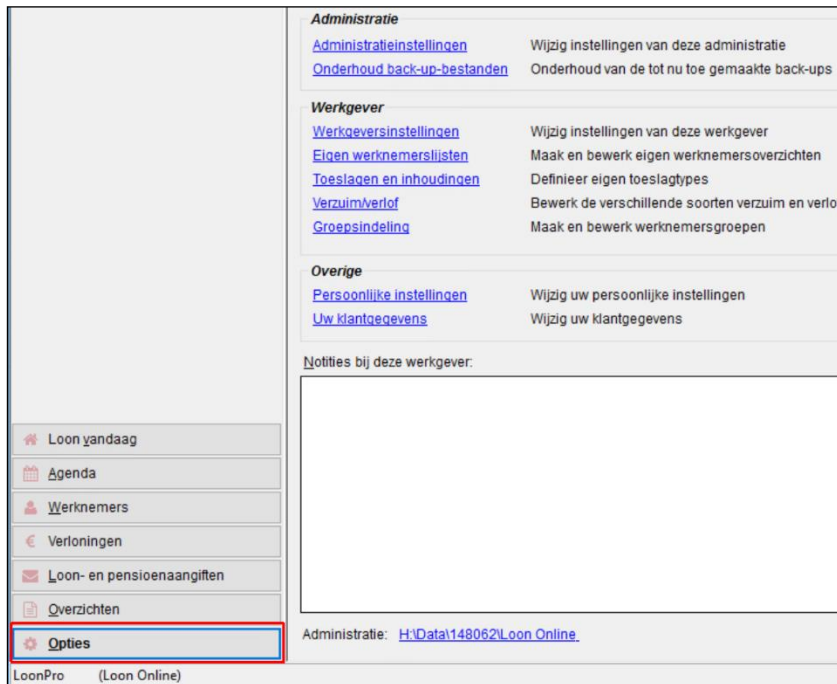 Administratie
Administratieinstellingen Wijzig instellingen van deze administratie
Onderhoud back-up-bestanden Onderhoud van de tot nu toe gemaakte back-ups
Werkgever
Werkgeversinstellingen Wijzig instellingen van deze werkgever
Eigen werknemerslijsten Maak en bewerk eigen werknemersoverzichten
Toeslagen en inhoudingen Definieer eigen toeslagtypes
Verzuim/verlof Bewerk de verschillende soorten verzuim en verlo
Groepsindeling Maak en bewerk werknemersgroepen
Overige
Persoonlijke instellingen Wijzig uw persoonlijke instellingen
Uw klantgegevens Wijzig uw klantgegevens
Notities bij deze werkgever:
Loon vandaag
Agenda
Werknemers
Verloningen
Loon- en pensioenaangiften
Overzichten
Opties
Administratie: H:\Data\148062\Loon Online
LoonPro (Loon Online)